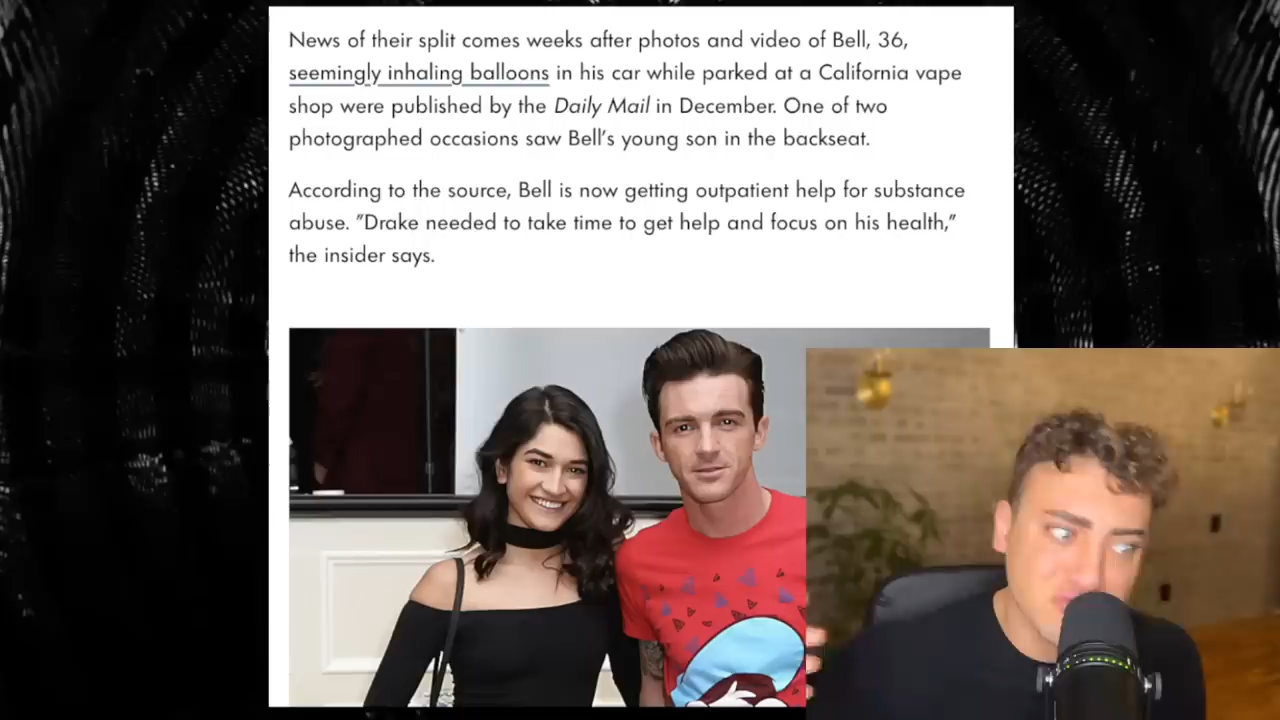 News of their split comes weeks after photos and video of Bell, 36,
seemingly inhaling balloons in his car while parked at a California vape
shop were published by the Daily Mail in December. One of two
photographed occasions saw Bell’s young son in the backseat.
According to the source, Bell is now getting outpatient help for substance
abuse. ”Drake needed to take time to get help and focus on his health,”
the insider says.